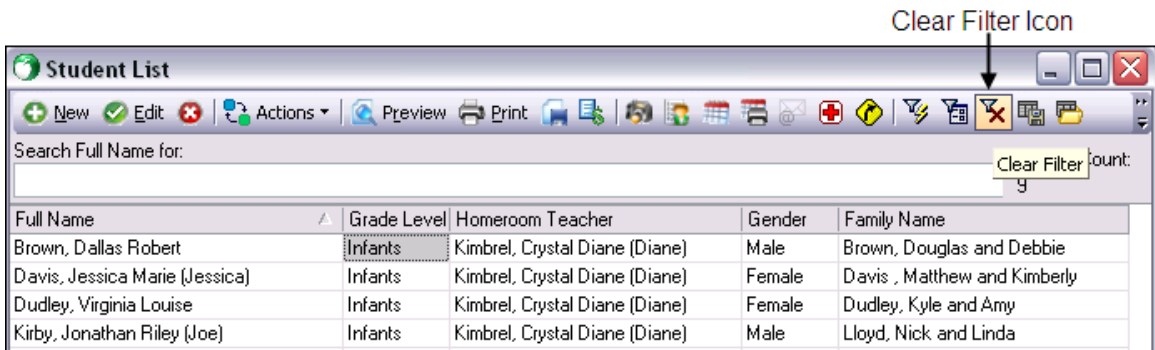 Clear Filter Icon
Student List
New Edit Actions Preview Print
Search Full Name for:
Clear Filter
Full Name Grade Level Homeroom Teacher Gender Family Name
Brown, Dallas Robert Infants Kimbrel, Crystal Diane (Diane) Male Brown, Douglas and Debbie
Davis, Jessica Marie (Jessica) Infants Kimbrel, Crystal Diane (Diane) Female Davis , Matthew and Kimberly
Dudley, Virginia Louise Infants Kimbrel, Crystal Diane (Diane) Female Dudley, Kyle and Amy
Kirby, Jonathan Riley (Joe) Infants Kimbrel, Crystal Diane (Diane) Male Lloyd, Nick and Linda